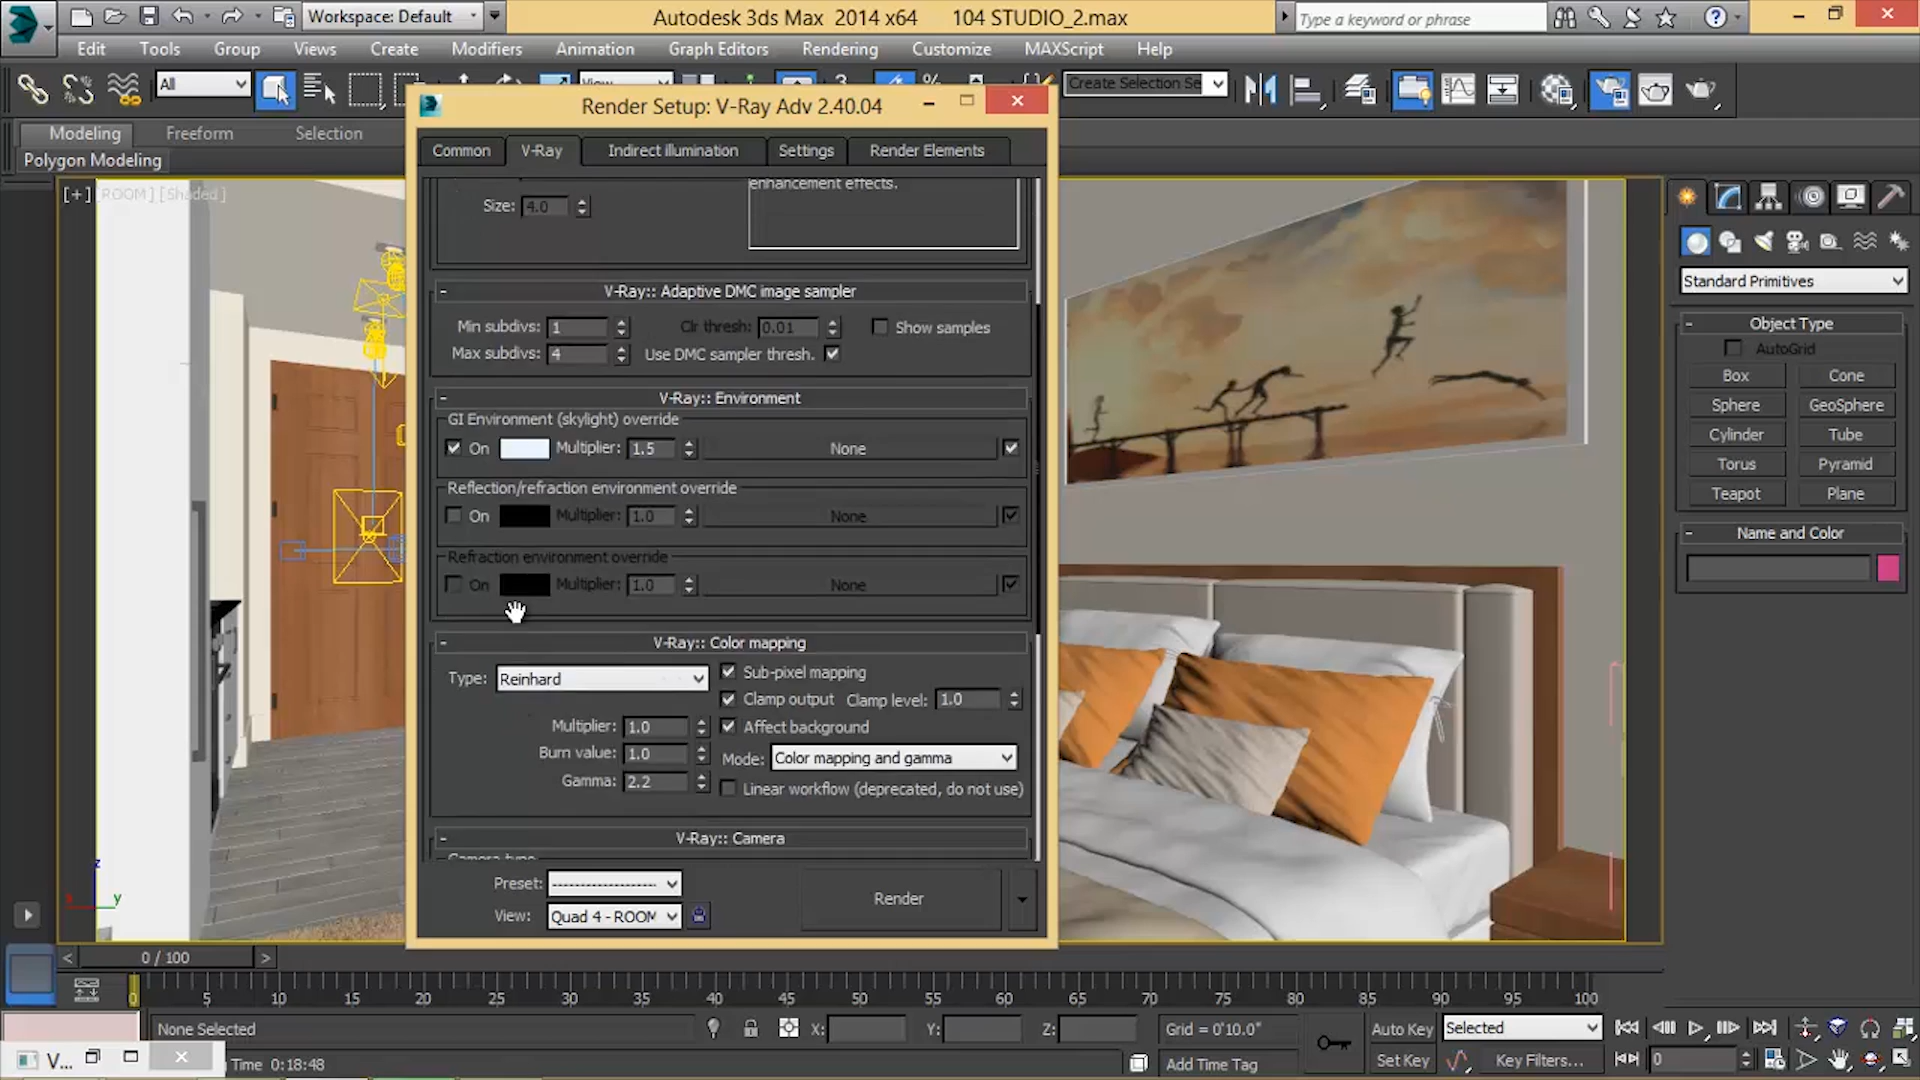 Workspace: Default
Autodesk 3ds Max 2014 x64 104 STUDIO_2.max
Type a keyword or phrase
Edit Tools Group Views Create Modifiers Animation Graph Editors Rendering Customize MAXScript Help
All
View
Create Selection Se
Modeling Freeform Selection
Polygon Modeling
[+][ROOM][Shaded]
Render Setup: V-Ray Adv 2.40.04
Common V-Ray Indirect illumination Settings Render Elements
enhancement effects.
Size: 4.0
- V-Ray:: Adaptive DMC image sampler
Min subdivs: 1 Clr thresh: 0.01 Show samples
Max subdivs: 4 Use DMC sampler thresh.
- V-Ray:: Environment
GI Environment (skylight) override
On Multiplier: 1.5 None
Reflection/refraction environment override
On Multiplier: 1.0 None
Refraction environment override
On Multiplier: 1.0 None
- V-Ray:: Color mapping
Type: Reinhard Sub-pixel mapping
Clamp output Clamp level: 1.0
Multiplier: 1.0 Affect background
Burn value: 1.0 Mode: Color mapping and gamma
Gamma: 2.2 Linear workflow (deprecated, do not use)
- V-Ray:: Camera
Camera type
Preset: --------------------
View: Quad 4 - ROOM
Render
Standard Primitives
- Object Type
AutoGrid
Box Cone
Sphere GeoSphere
Cylinder Tube
Torus Pyramid
Teapot Plane
- Name and Color
z
x y
< 0 / 100 >
0 5 10 15 20 25 30 35 40 45 50 55 60 65 70 75 80 85 90 95 100
None Selected X: Y: Z: Grid = 0'10.0" Auto Key Selected
V... Time 0:18:48 Add Time Tag Set Key Key Filters... 0